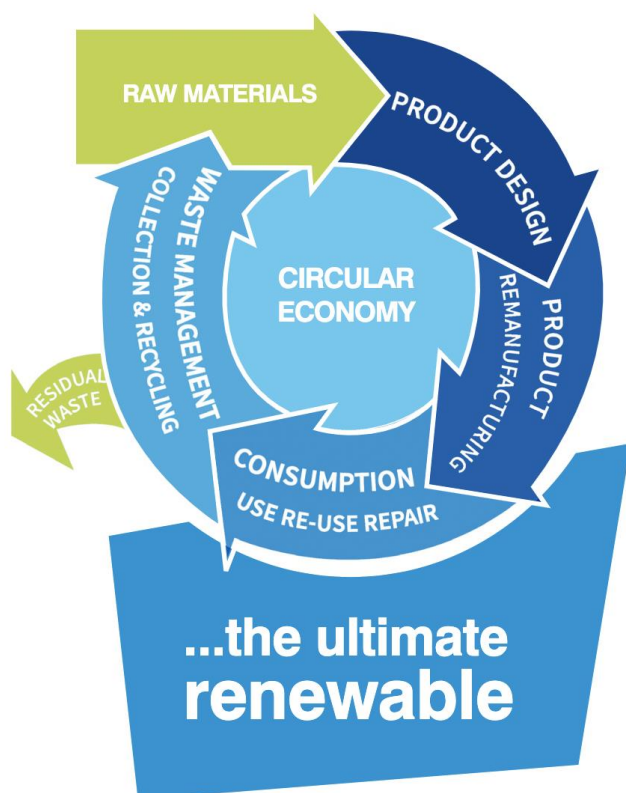 RAW MATERIALS
PRODUCT DESIGN
PRODUCT
REMANUFACTURING
CONSUMPTION
USE RE-USE REPAIR
WASTE MANAGEMENT
COLLECTION & RECYCLING
RESIDUAL
WASTE
CIRCULAR
ECONOMY
...the ultimate
renewable